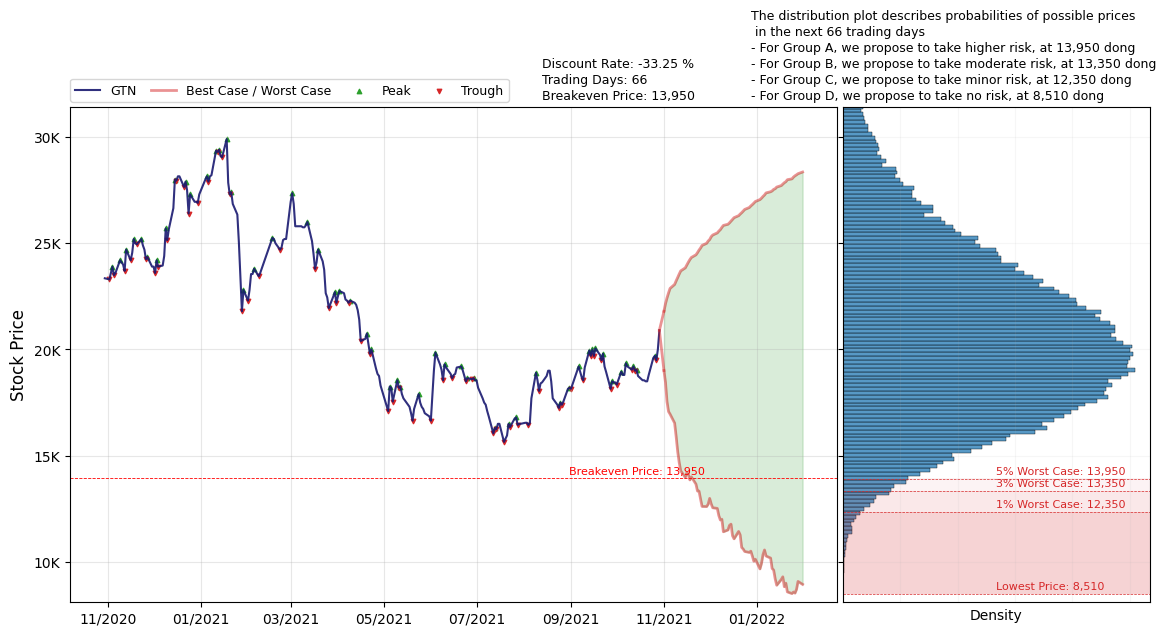 The distribution plot describes probabilities of possible prices
in the next 66 trading days
- For Group A, we propose to take higher risk, at 13,950 dong
- For Group B, we propose to take moderate risk, at 13,350 dong
- For Group C, we propose to take minor risk, at 12,350 dong
- For Group D, we propose to take no risk, at 8,510 dong
Discount Rate: -33.25 %
Trading Days: 66
Breakeven Price: 13,950
GTN
Best Case / Worst Case
Peak
Trough
Stock Price
30K
25K
20K
15K
10K
Breakeven Price: 13,950
11/2020
01/2021
03/2021
05/2021
07/2021
09/2021
11/2021
01/2022
5% Worst Case: 13,950
3% Worst Case: 13,350
1% Worst Case: 12,350
Lowest Price: 8,510
Density